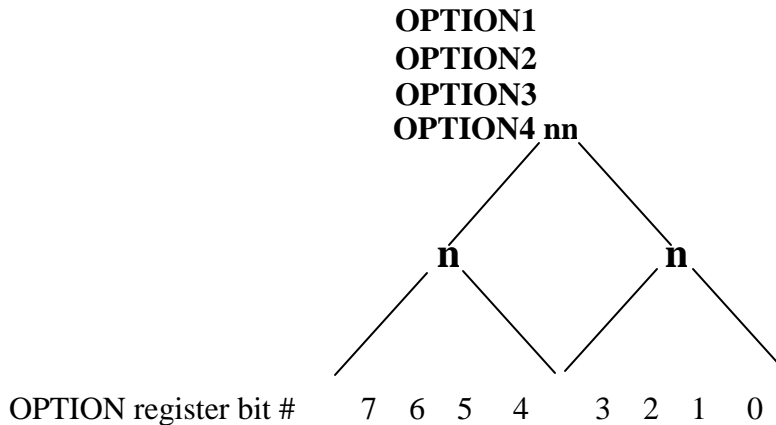 OPTION1
OPTION2
OPTION3
OPTION4 nn
n n
OPTION register bit # 7 6 5 4 3 2 1 0